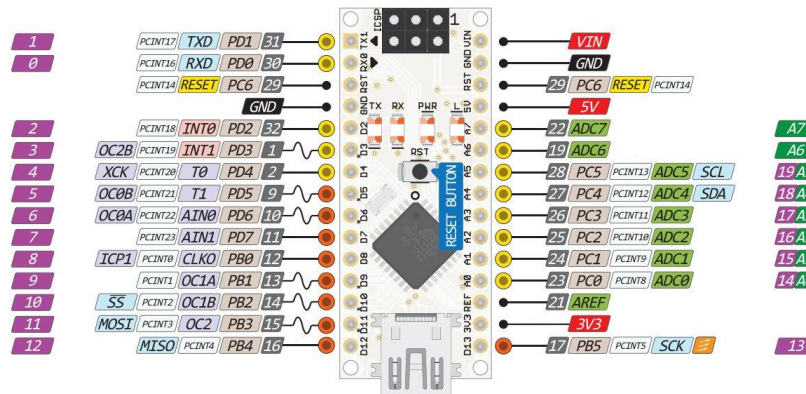 ICSP 1
1 PCINT17 TXD PD1 31 TX1 VIN VIN
0 PCINT16 RXD PD0 30 RX0 GND GND
PCINT14 RESET PC6 29 RST RST 29 PC6 RESET PCINT14
GND GND 5V 5V
TX RX PWR L
2 PCINT18 INT0 PD2 32 D2 A7 22 ADC7 A7
3 OC2B PCINT19 INT1 PD3 1 D3 A6 19 ADC6 A6
RST
4 XCK PCINT20 T0 PD4 2 D4 A5 28 PC5 PCINT13 ADC5 SCL 19 A
5 OC0B PCINT21 T1 PD5 9 D5 A4 27 PC4 PCINT12 ADC4 SDA 18 A
6 OC0A PCINT22 AIN0 PD6 10 D6 A3 26 PC3 PCINT11 ADC3 17 A
RESET BUTTON
7 PCINT23 AIN1 PD7 11 D7 A2 25 PC2 PCINT10 ADC2 16 A
8 ICP1 PCINT0 CLKO PB0 12 D8 A1 24 PC1 PCINT9 ADC1 15 A
9 PCINT1 OC1A PB1 13 D9 A0 23 PC0 PCINT8 ADC0 14 A
10 SS PCINT2 OC1B PB2 14 D10 REF 21 AREF
11 MOSI PCINT3 OC2 PB3 15 D11 3V3 3V3
12 MISO PCINT4 PB4 16 D12 D13 17 PB5 PCINT5 SCK 13